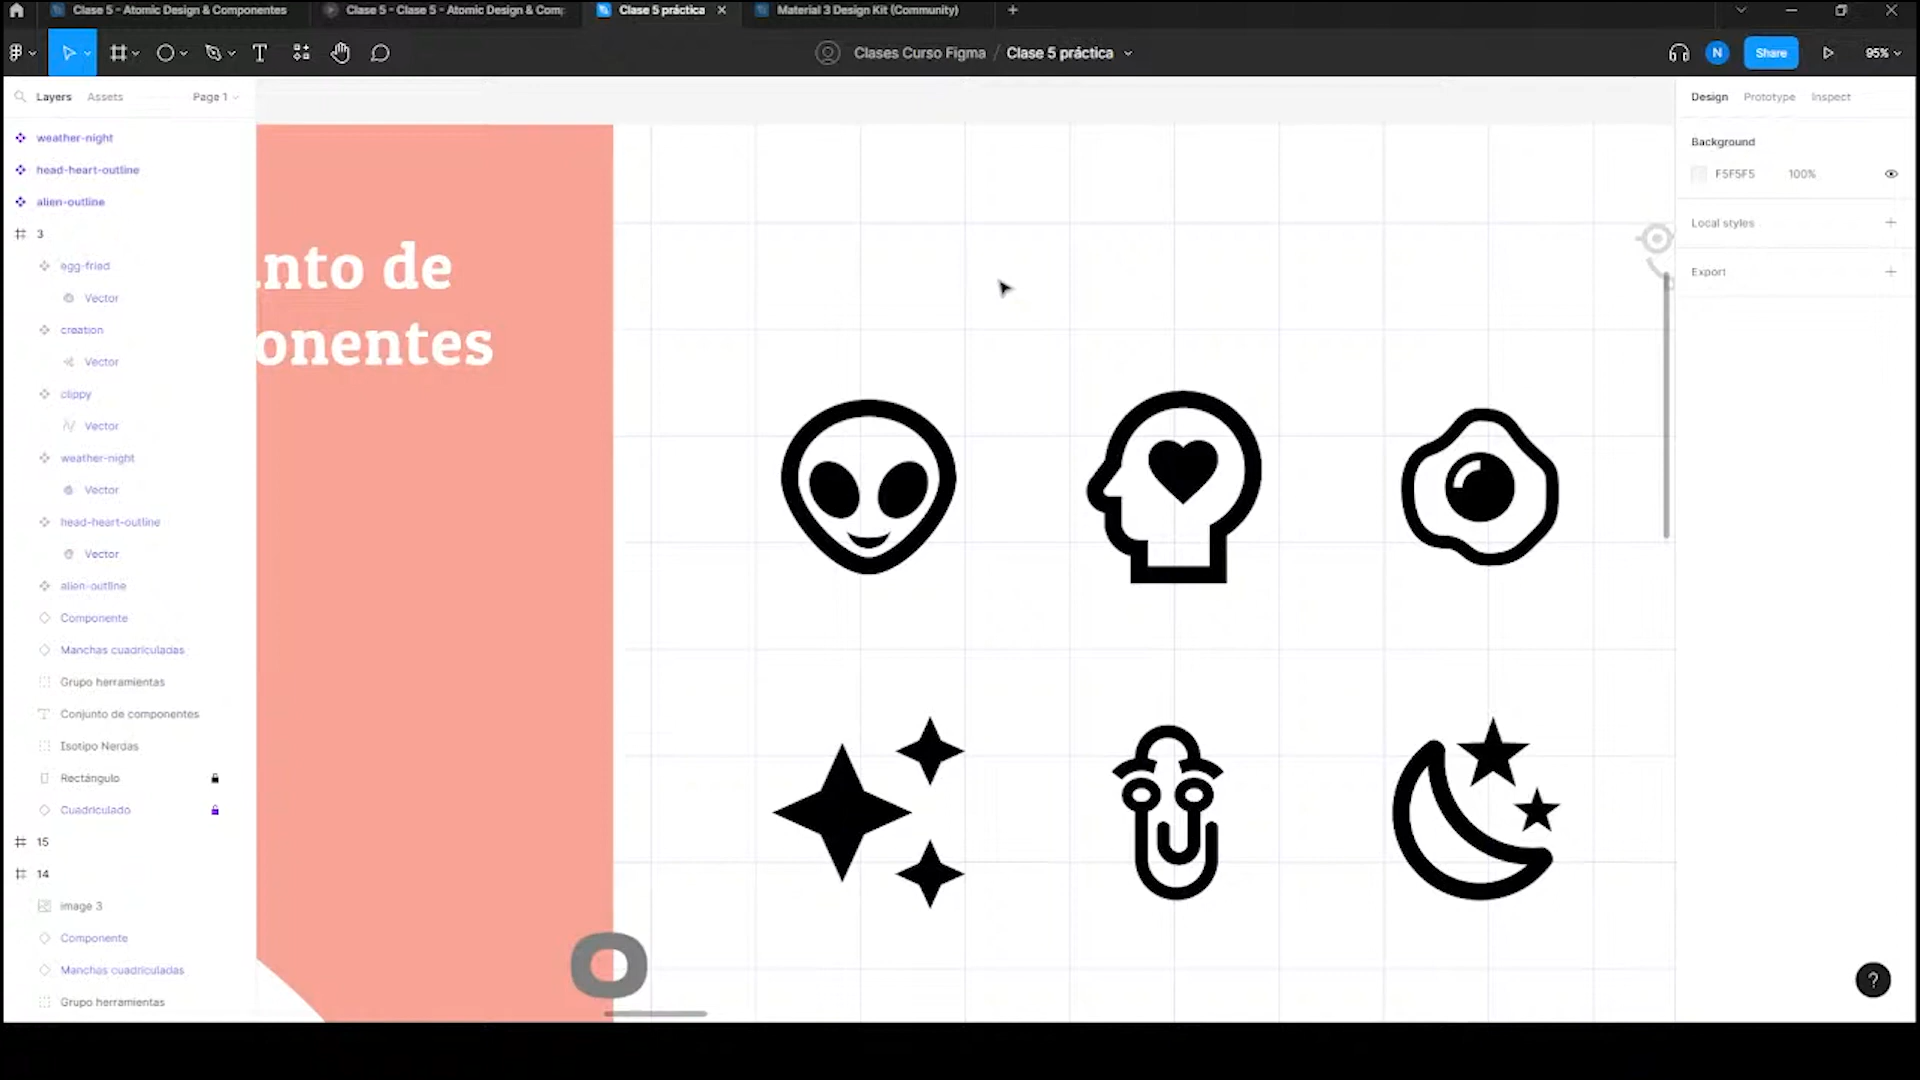 Clase 5 - Atomic Design & Componentes
Clase 5 - Clase 5 - Atomic Design & Com
Clase 5 práctica
Material 3 Design Kit (Community)
Clases Curso Figma / Clase 5 práctica
N
Share
95%
Layers
Assets
Page 1
Design
Prototype
Inspect
weather-night
head-heart-outline
alien-outline
3
egg-fried
Vector
creation
Vector
clippy
Vector
weather-night
Vector
head-heart-outline
Vector
alien-outline
Componente
Manchas cuadriculadas
Grupo herramientas
Conjunto de componentes
Isotipo Nerdas
Rectángulo
Cuadriculado
15
14
image 3
Componente
Manchas cuadriculadas
Grupo herramientas
nto de
onentes
o
Background
F5F5F5
100%
Local styles
Export
?